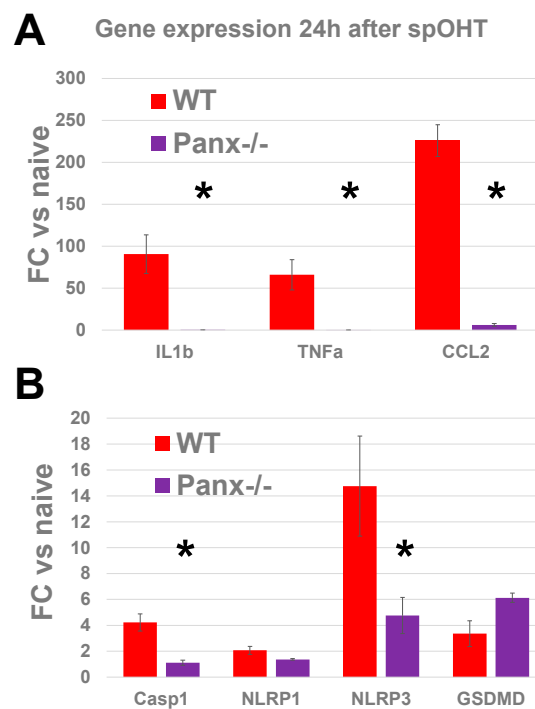 A Gene expression 24h after spOHT
300
250
200
150
100
50
0
FC vs naive
WT
Panx-/-
* * *
IL1b TNFa CCL2
B
20
18
16
14
12
10
8
6
4
2
0
FC vs naive
WT
Panx-/-
* *
Casp1 NLRP1 NLRP3 GSDMD